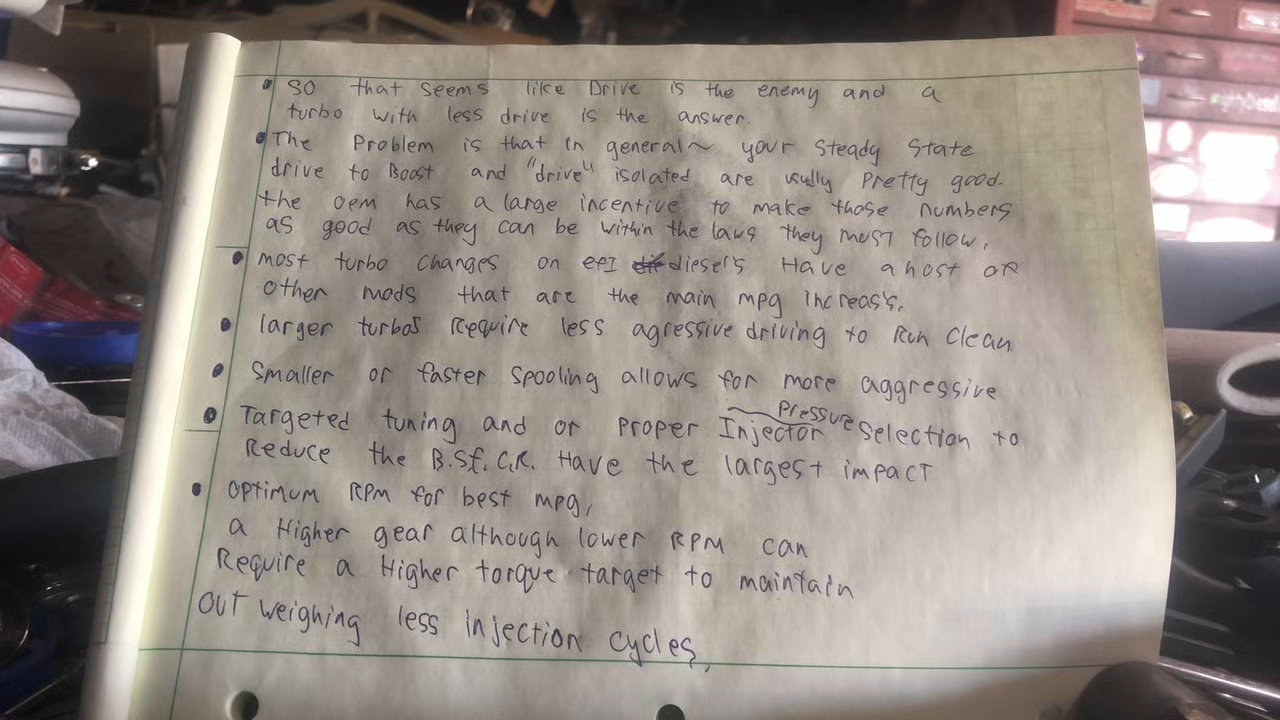 • SO that seems like Drive is the enemy and a
turbo with less drive is the answer.
• The Problem is that in general~ your Steady State
drive to Boost and "drive" isolated are usully Pretty good.
the oem has a large incentive to make those numbers
as good as they can be within the laws they must follow.
• most turbo changes on EFI diesel's Have a host of
other mods that are the main mpg increas's.
• larger turbos Require less agressive driving to Run Clean.
• Smaller or faster spooling allows for more aggressive
• Targeted tuning and or proper Injector Pressure Selection to
Reduce the B.S.F.C.R. Have the largest impact
• optimum RPM for best mpg,
a Higher gear although lower RPM can
Require a Higher torque target to maintain
OUT weighing less injection cycles,